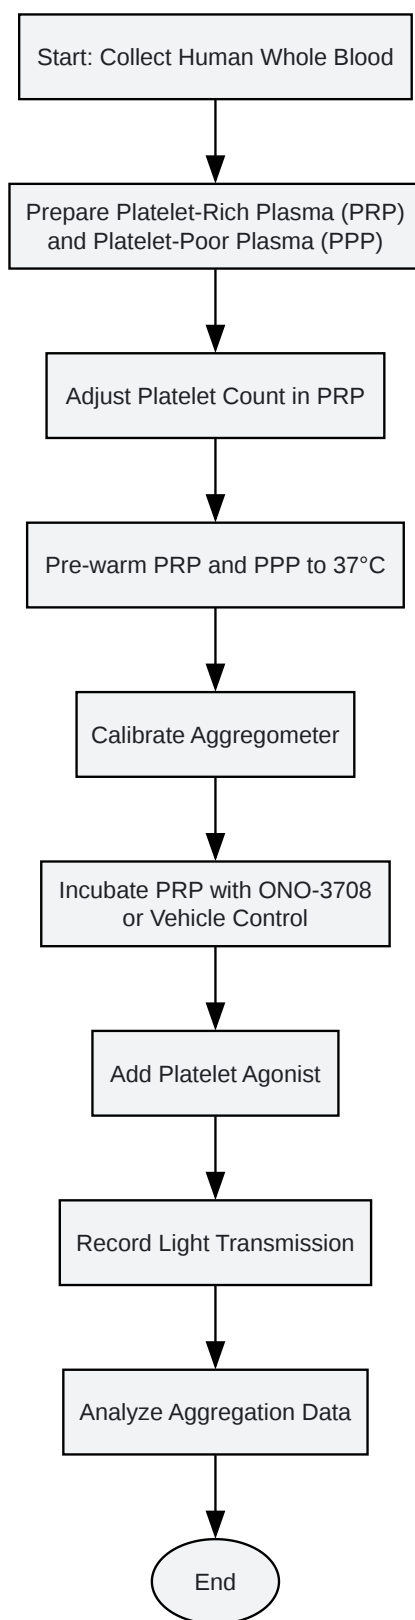 Start: Collect Human Whole Blood
Prepare Platelet-Rich Plasma (PRP)
and Platelet-Poor Plasma (PPP)
Adjust Platelet Count in PRP
Pre-warm PRP and PPP to 37°C
Calibrate Aggregometer
Incubate PRP with ONO-3708
or Vehicle Control
Add Platelet Agonist
Record Light Transmission
Analyze Aggregation Data
End